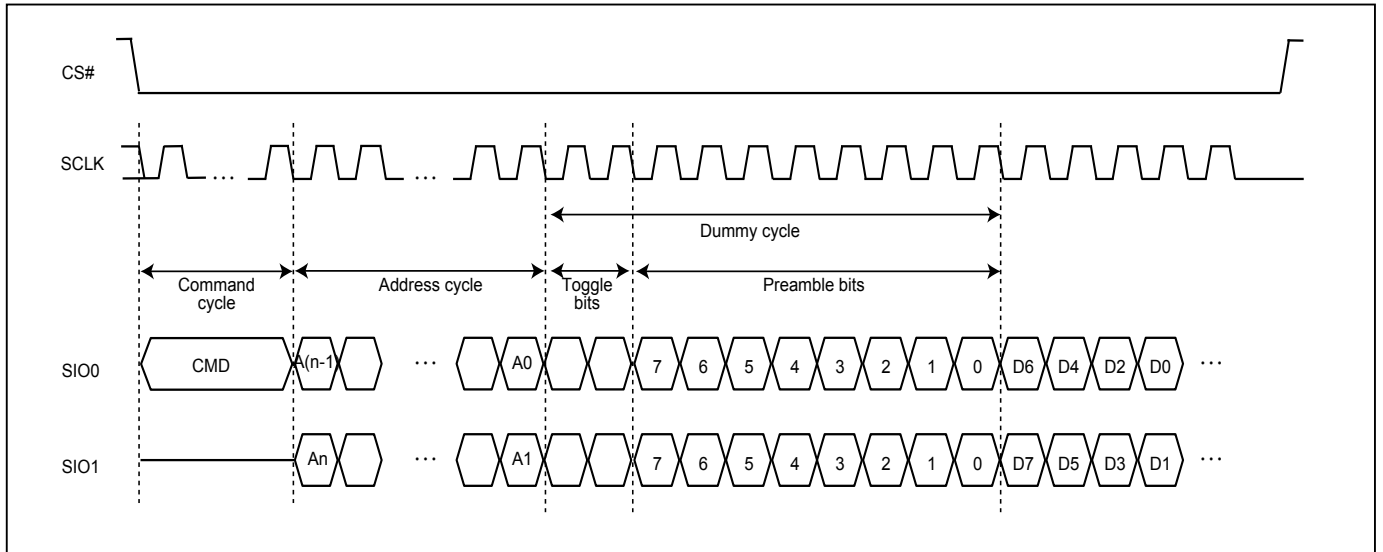 CS#
SCLK
...
...
Dummy cycle
Command
cycle
Address cycle
Toggle
bits
Preamble bits
SIO0
CMD
A(n-1)
...
A0
7 6 5 4 3 2 1 0
D6 D4 D2 D0
...
SIO1
An
...
A1
7 6 5 4 3 2 1 0
D7 D5 D3 D1
...